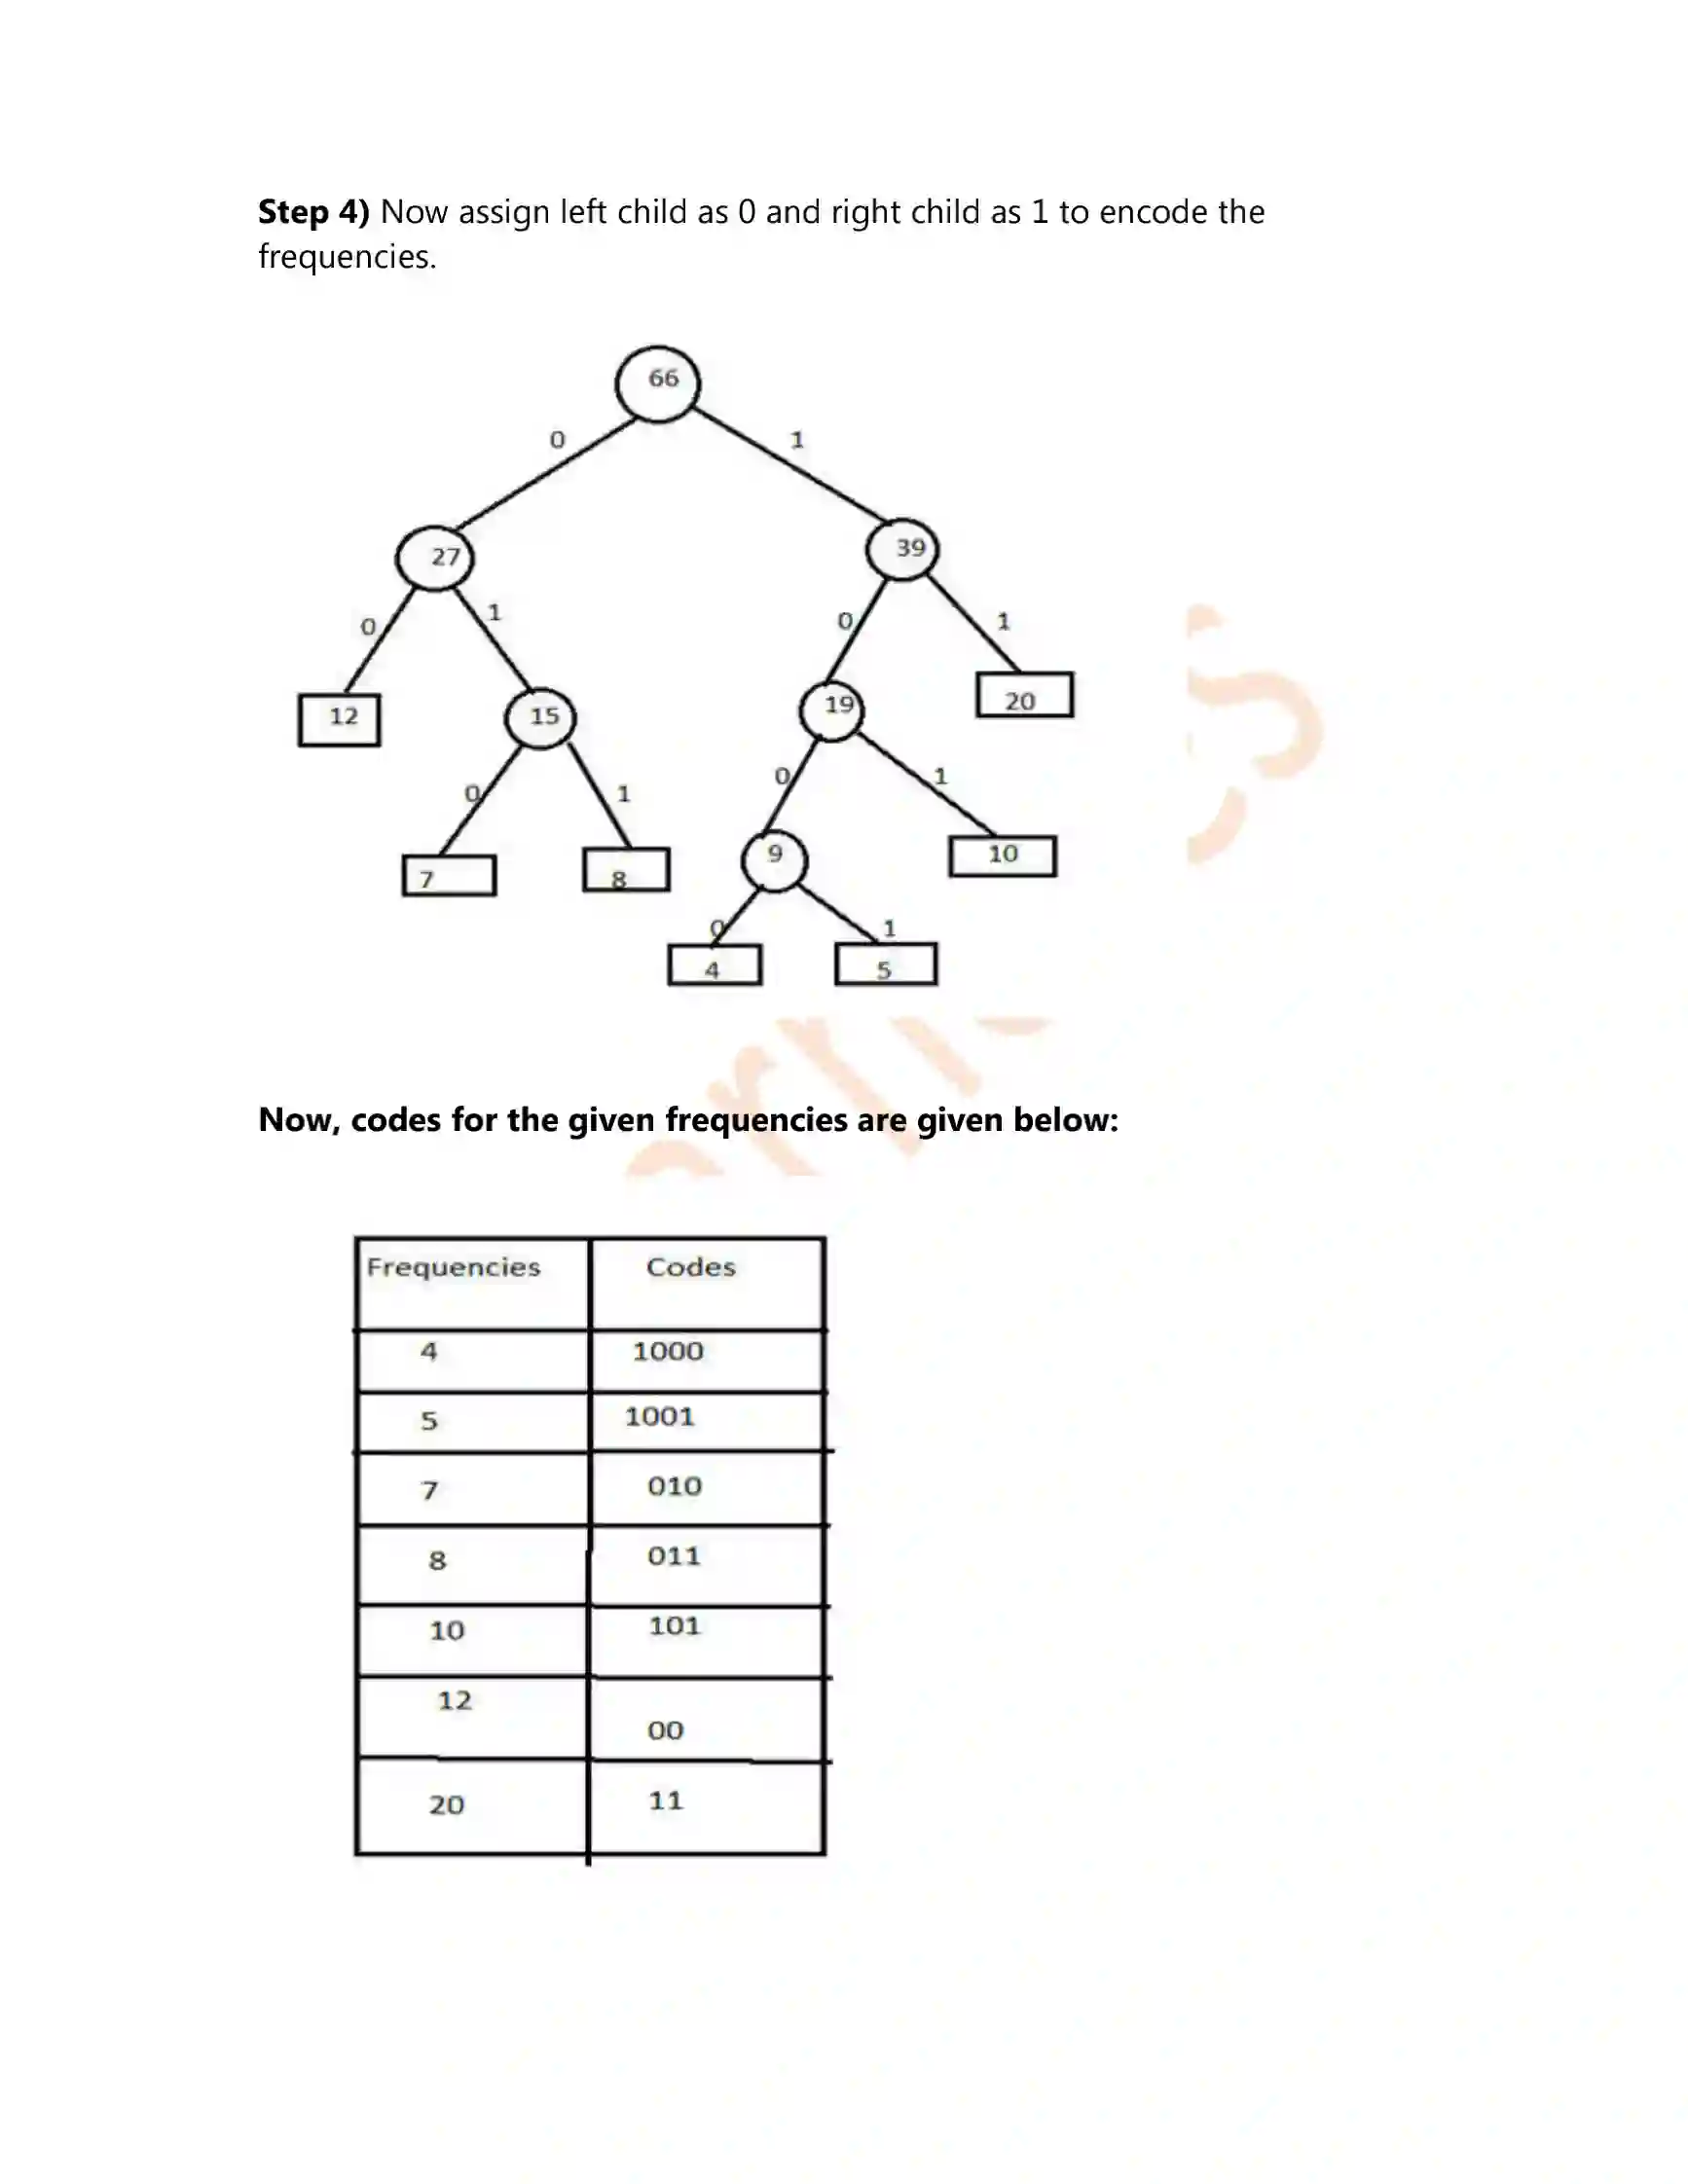 Step 4) Now assign left child as 0 and right child as 1 to encode the
frequencies.
66
0 1
27 39
0 1 0 1
12 15 19 20
0 1 0 1
7 8 9 10
0 1
4 5
Now, codes for the given frequencies are given below:
Frequencies Codes
4 1000
5 1001
7 010
8 011
10 101
12 00
20 11